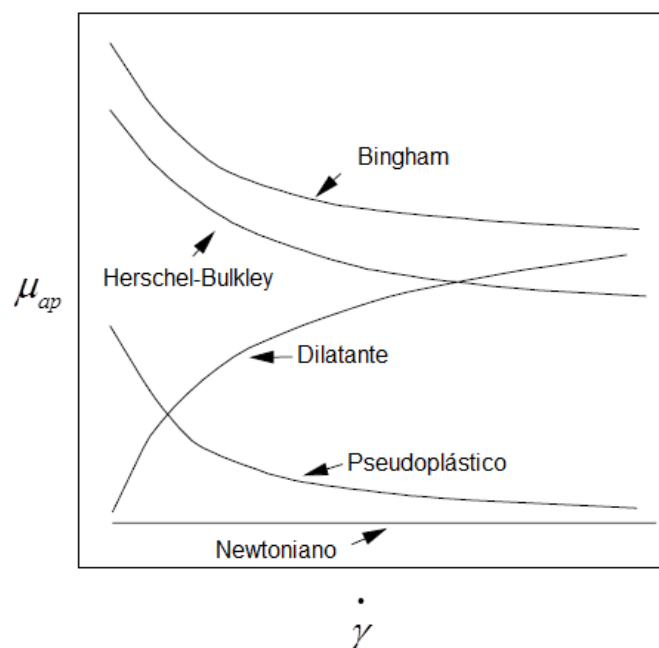 Bingham
Herschel-Bulkley
μap
Dilatante
Pseudoplástico
Newtoniano
γ̇